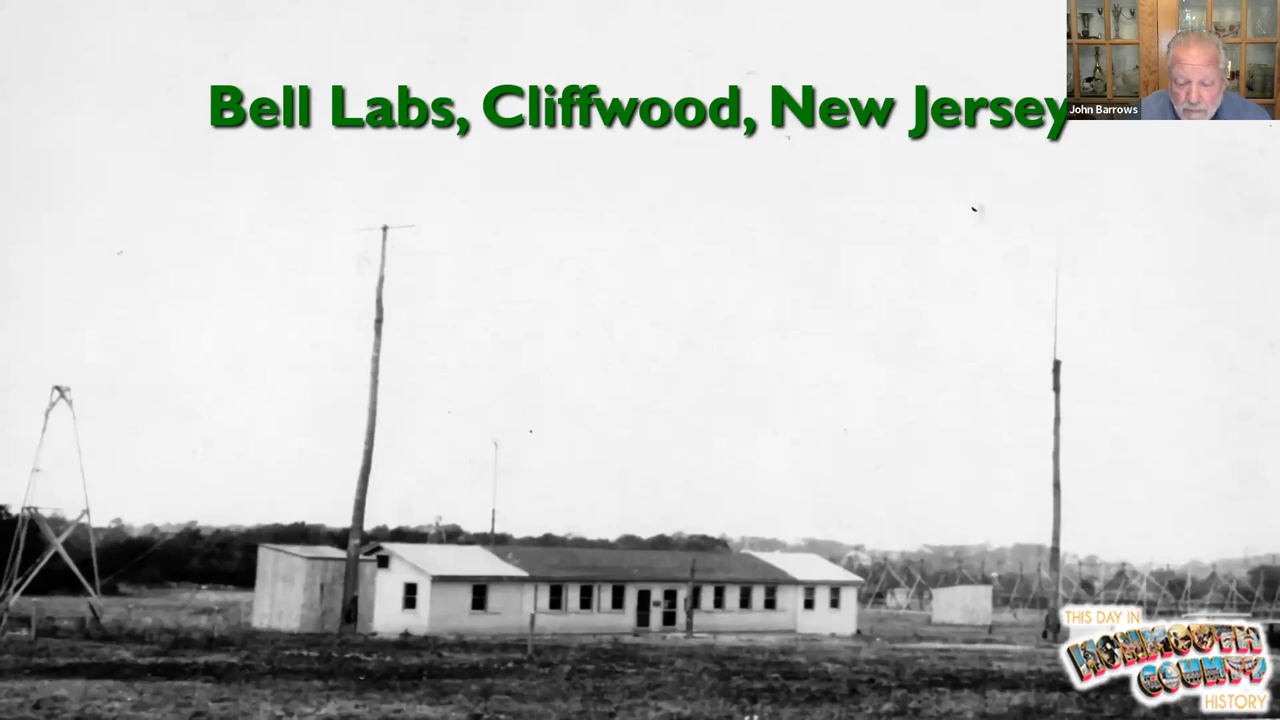 Bell Labs, Cliffwood, New Jersey
John Barrows
THIS DAY IN
MONMOUTH
COUNTY
HISTORY